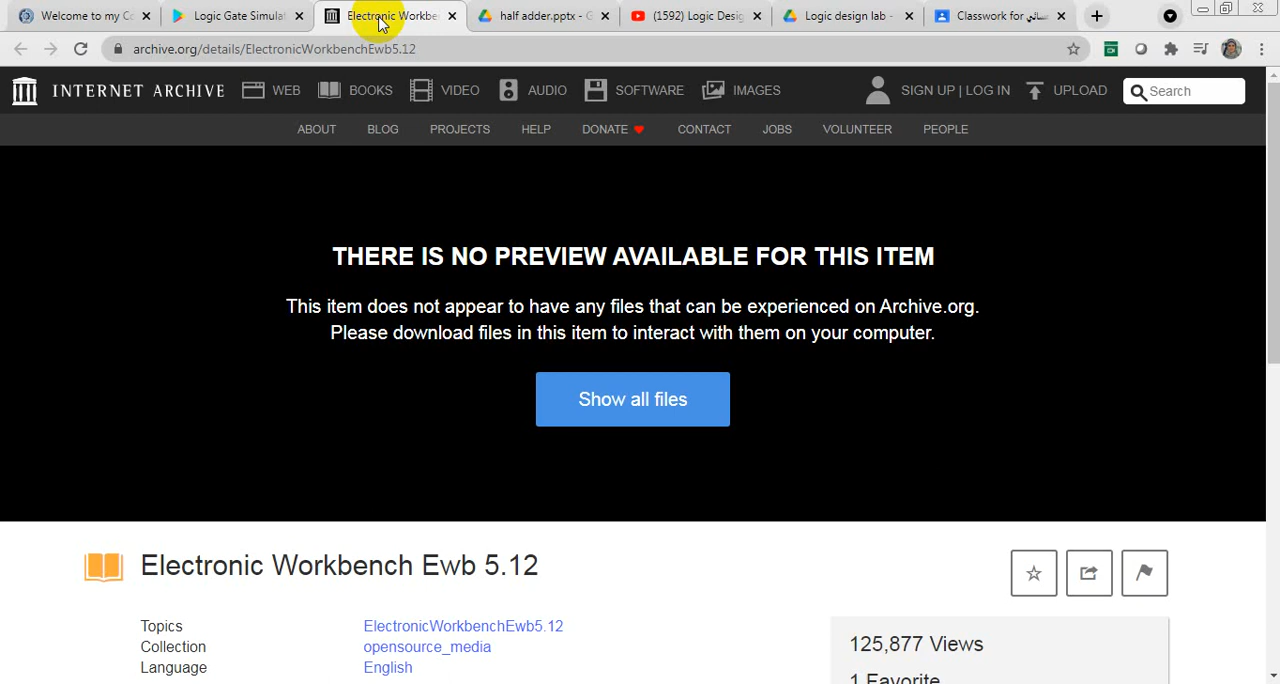 Welcome to my Co
Logic Gate Simulat
Electronic Workbe
half adder.pptx - G
(1592) Logic Desig
Logic design lab -
Classwork for
archive.org/details/ElectronicWorkbenchEwb5.12
INTERNET ARCHIVE
WEB
BOOKS
VIDEO
AUDIO
SOFTWARE
IMAGES
SIGN UP | LOG IN
UPLOAD
Search
ABOUT
BLOG
PROJECTS
HELP
DONATE
CONTACT
JOBS
VOLUNTEER
PEOPLE
THERE IS NO PREVIEW AVAILABLE FOR THIS ITEM
This item does not appear to have any files that can be experienced on Archive.org.
Please download files in this item to interact with them on your computer.
Show all files
Electronic Workbench Ewb 5.12
Topics
ElectronicWorkbenchEwb5.12
Collection
opensource_media
Language
English
125,877 Views
1 Favorite